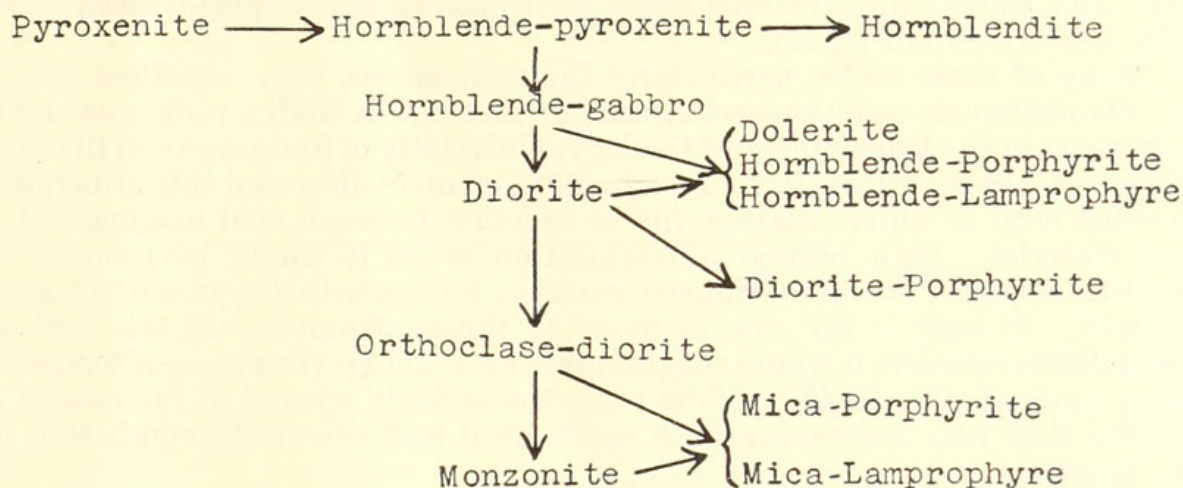 Pyroxenite Hornblende-pyroxenite Hornblendite
Hornblende-gabbro
Dolerite
Hornblende-Porphyrite
Diorite
Hornblende-Lamprophyre
Diorite-Porphyrite
Orthoclase-diorite
Mica-Porphyrite
Monzonite
Mica-Lamprophyre